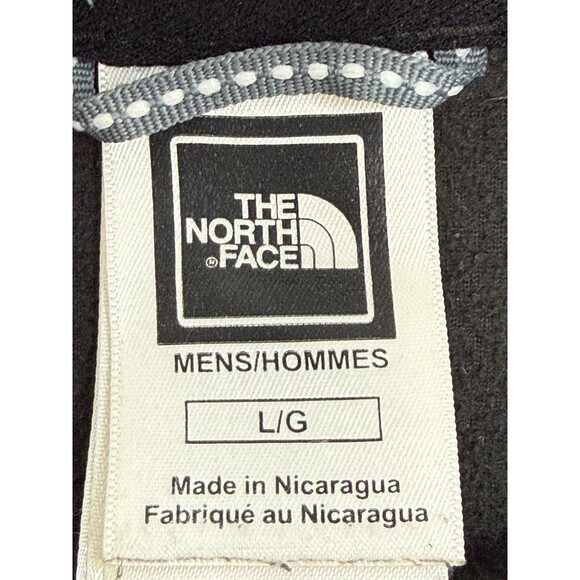 THE
NORTH
®FACE
MENS/HOMMES
L/G
Made in Nicaragua
Fabriqué au Nicaragua